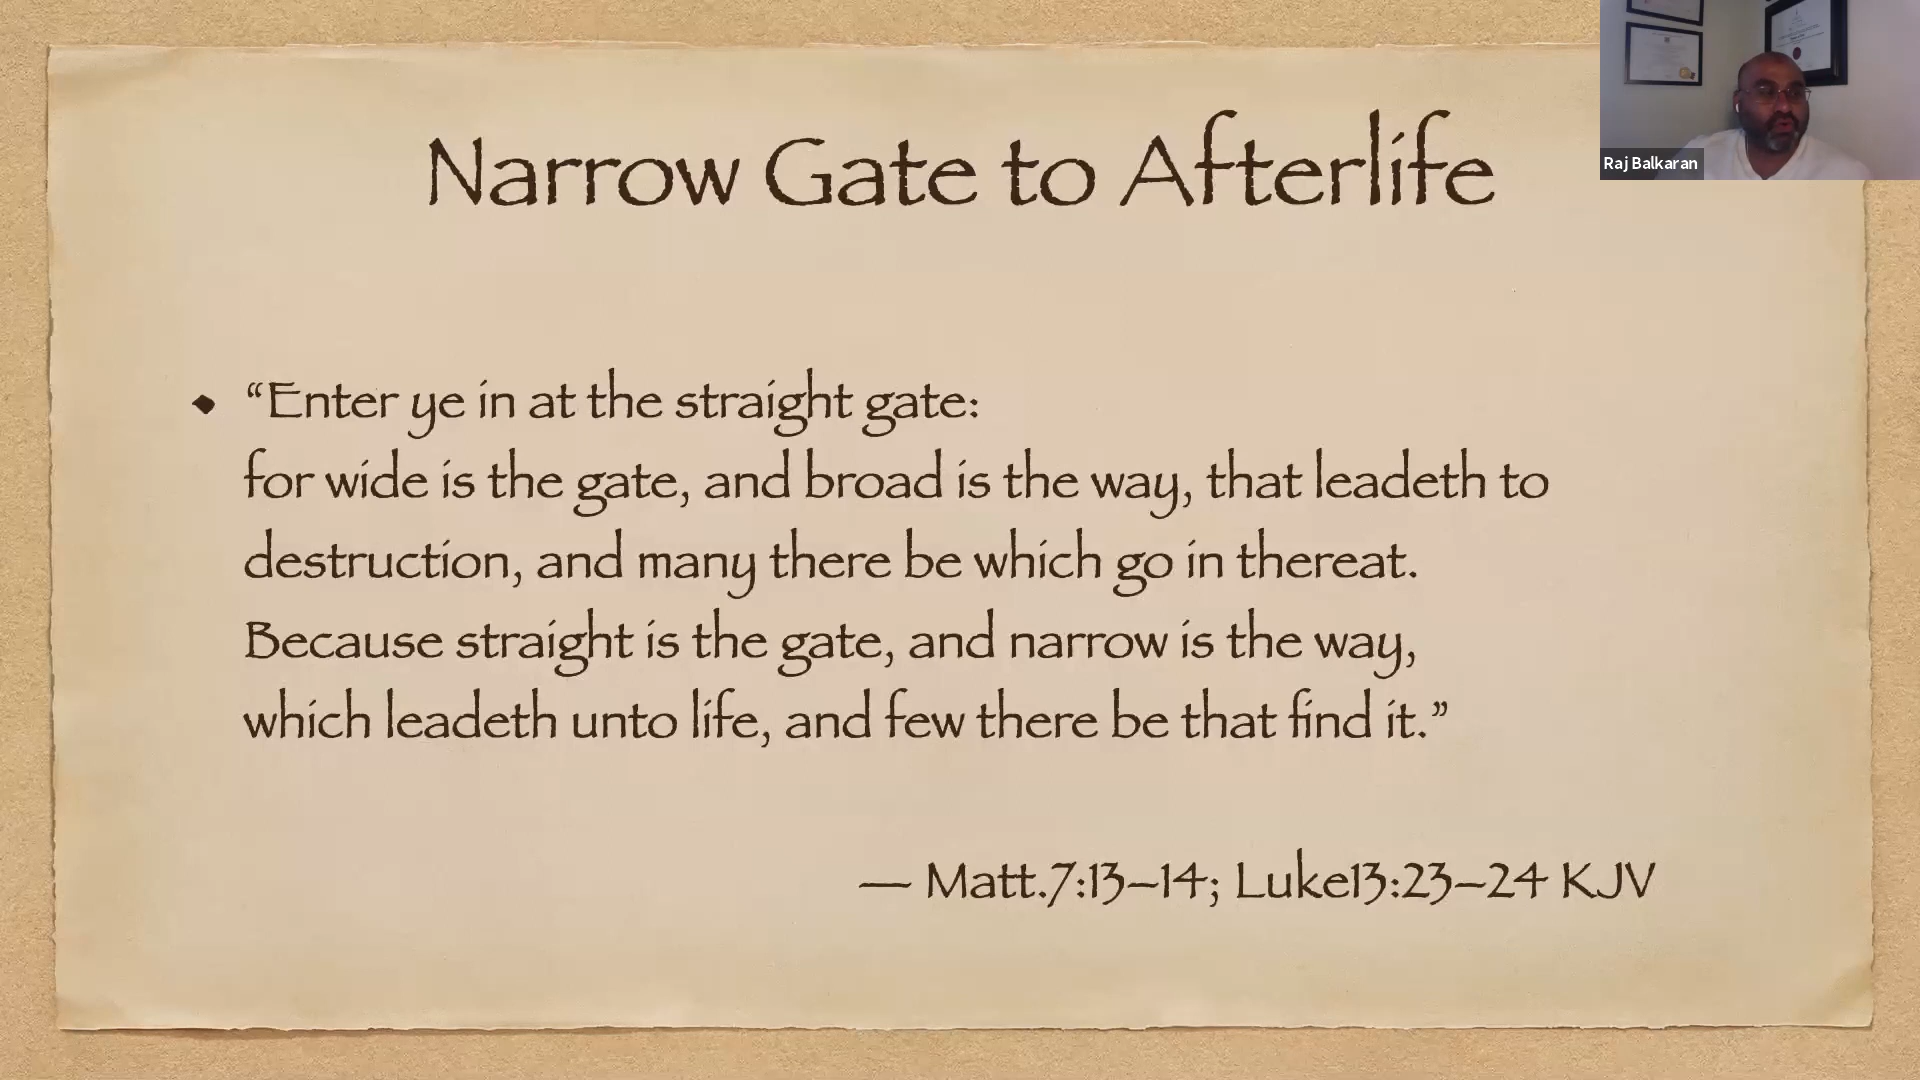 Narrow Gate to Afterlife
Raj Balkaran
“Enter ye in at the straight gate:
for wide is the gate, and broad is the way, that leadeth to
destruction, and many there be which go in thereat.
Because straight is the gate, and narrow is the way,
which leadeth unto life, and few there be that find it.”
— Matt.7:13–14; Luke13:23–24 KJV